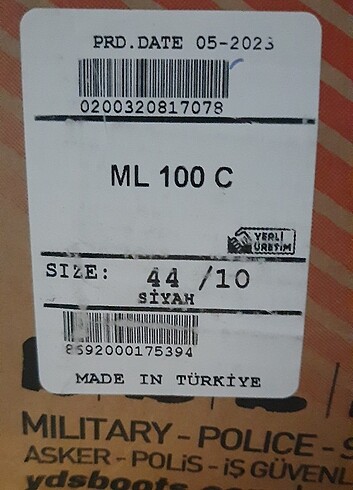 PRD.DATE 05-2023
0200320817078
ML 100 C
YERLİ
ÜRETİM
SIZE: 44 /10
SİYAH
8692000175394
MADE IN TÜRKİYE
MILITARY - POLICE - S
ASKER - POLİS - İŞ GÜVENL